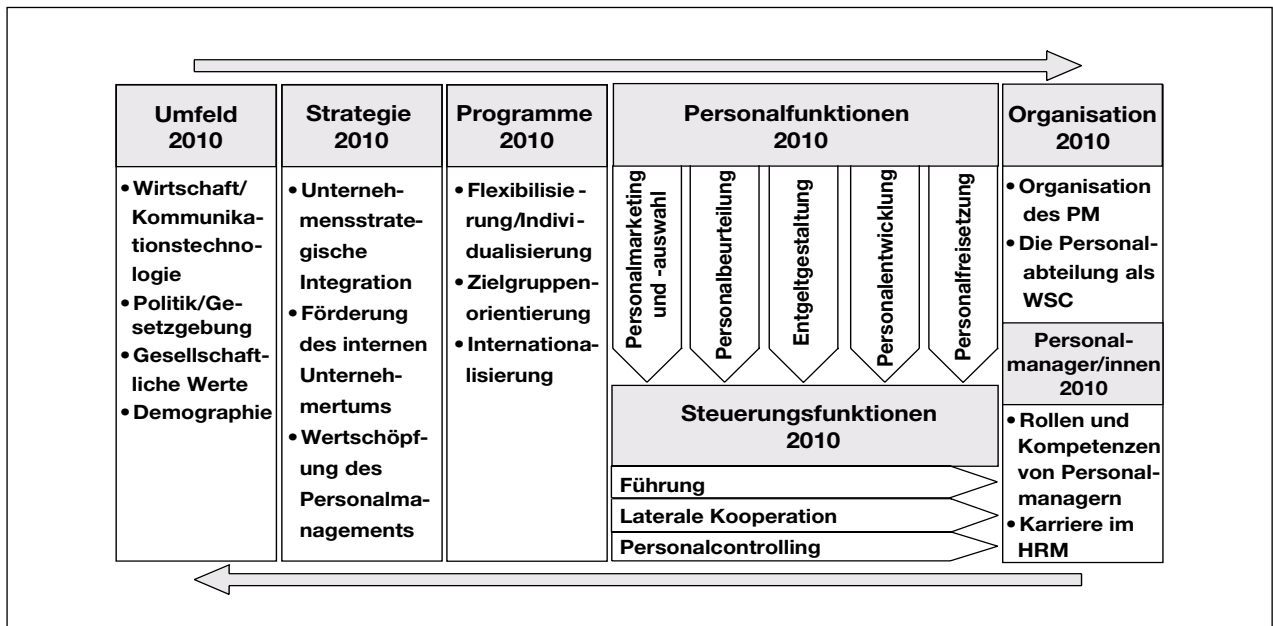 Umfeld
2010
• Wirtschaft/
Kommunika-
tionstechno-
logie
• Politik/Ge-
setzgebung
• Gesellschaft-
liche Werte
• Demographie
Strategie
2010
• Unterneh-
mensstrate-
gische
Integration
• Förderung
des internen
Unterneh-
mertums
• Wertschöpf-
ung des
Personalma-
nagements
Programme
2010
• Flexibilisie-
rung/Indivi-
dualisierung
• Zielgruppen-
orientierung
• Internationa-
lisierung
Personalfunktionen
2010
Personalmarketing
und -auswahl
Personalbeurteilung
Entgeltgestaltung
Personalentwicklung
Personalfreisetzung
Steuerungsfunktionen
2010
Führung
Laterale Kooperation
Personalcontrolling
Organisation
2010
• Organisation
des PM
• Die Personal-
abteilung als
WSC
Personal-
manager/innen
2010
• Rollen und
Kompetenzen
von Personal-
managern
• Karriere im
HRM